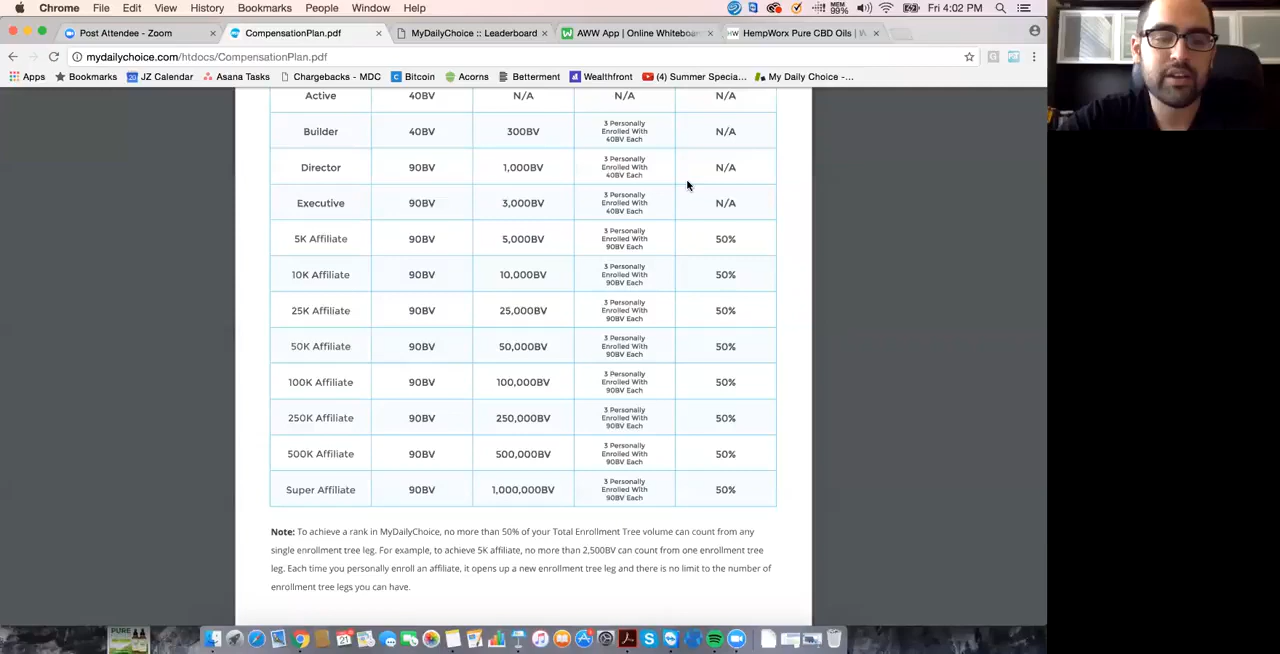 Chrome File Edit View History Bookmarks People Window Help MEM 99% Fri 4:02 PM
Post Attendee - Zoom CompensationPlan.pdf MyDailyChoice :: Leaderboard AWW App | Online Whiteboa HempWorx Pure CBD Oils | W
mydailychoice.com/htdocs/CompensationPlan.pdf
Apps Bookmarks JZ Calendar Asana Tasks Chargebacks - MDC Bitcoin Acorns Betterment Wealthfront (4) Summer Specia... My Daily Choice -...
Active 40BV N/A N/A N/A
Builder 40BV 300BV 3 Personally Enrolled With 40BV Each N/A
Director 90BV 1,000BV 3 Personally Enrolled With 40BV Each N/A
Executive 90BV 3,000BV 3 Personally Enrolled With 40BV Each N/A
5K Affiliate 90BV 5,000BV 3 Personally Enrolled With 90BV Each 50%
10K Affiliate 90BV 10,000BV 3 Personally Enrolled With 90BV Each 50%
25K Affiliate 90BV 25,000BV 3 Personally Enrolled With 90BV Each 50%
50K Affiliate 90BV 50,000BV 3 Personally Enrolled With 90BV Each 50%
100K Affiliate 90BV 100,000BV 3 Personally Enrolled With 90BV Each 50%
250K Affiliate 90BV 250,000BV 3 Personally Enrolled With 90BV Each 50%
500K Affiliate 90BV 500,000BV 3 Personally Enrolled With 90BV Each 50%
Super Affiliate 90BV 1,000,000BV 3 Personally Enrolled With 90BV Each 50%
Note: To achieve a rank in MyDailyChoice, no more than 50% of your Total Enrollment Tree volume can count from any
single enrollment tree leg. For example, to achieve 5K affiliate, no more than 2,500BV can count from one enrollment tree
leg. Each time you personally enroll an affiliate, it opens up a new enrollment tree leg and there is no limit to the number of
enrollment tree legs you can have.
PURE